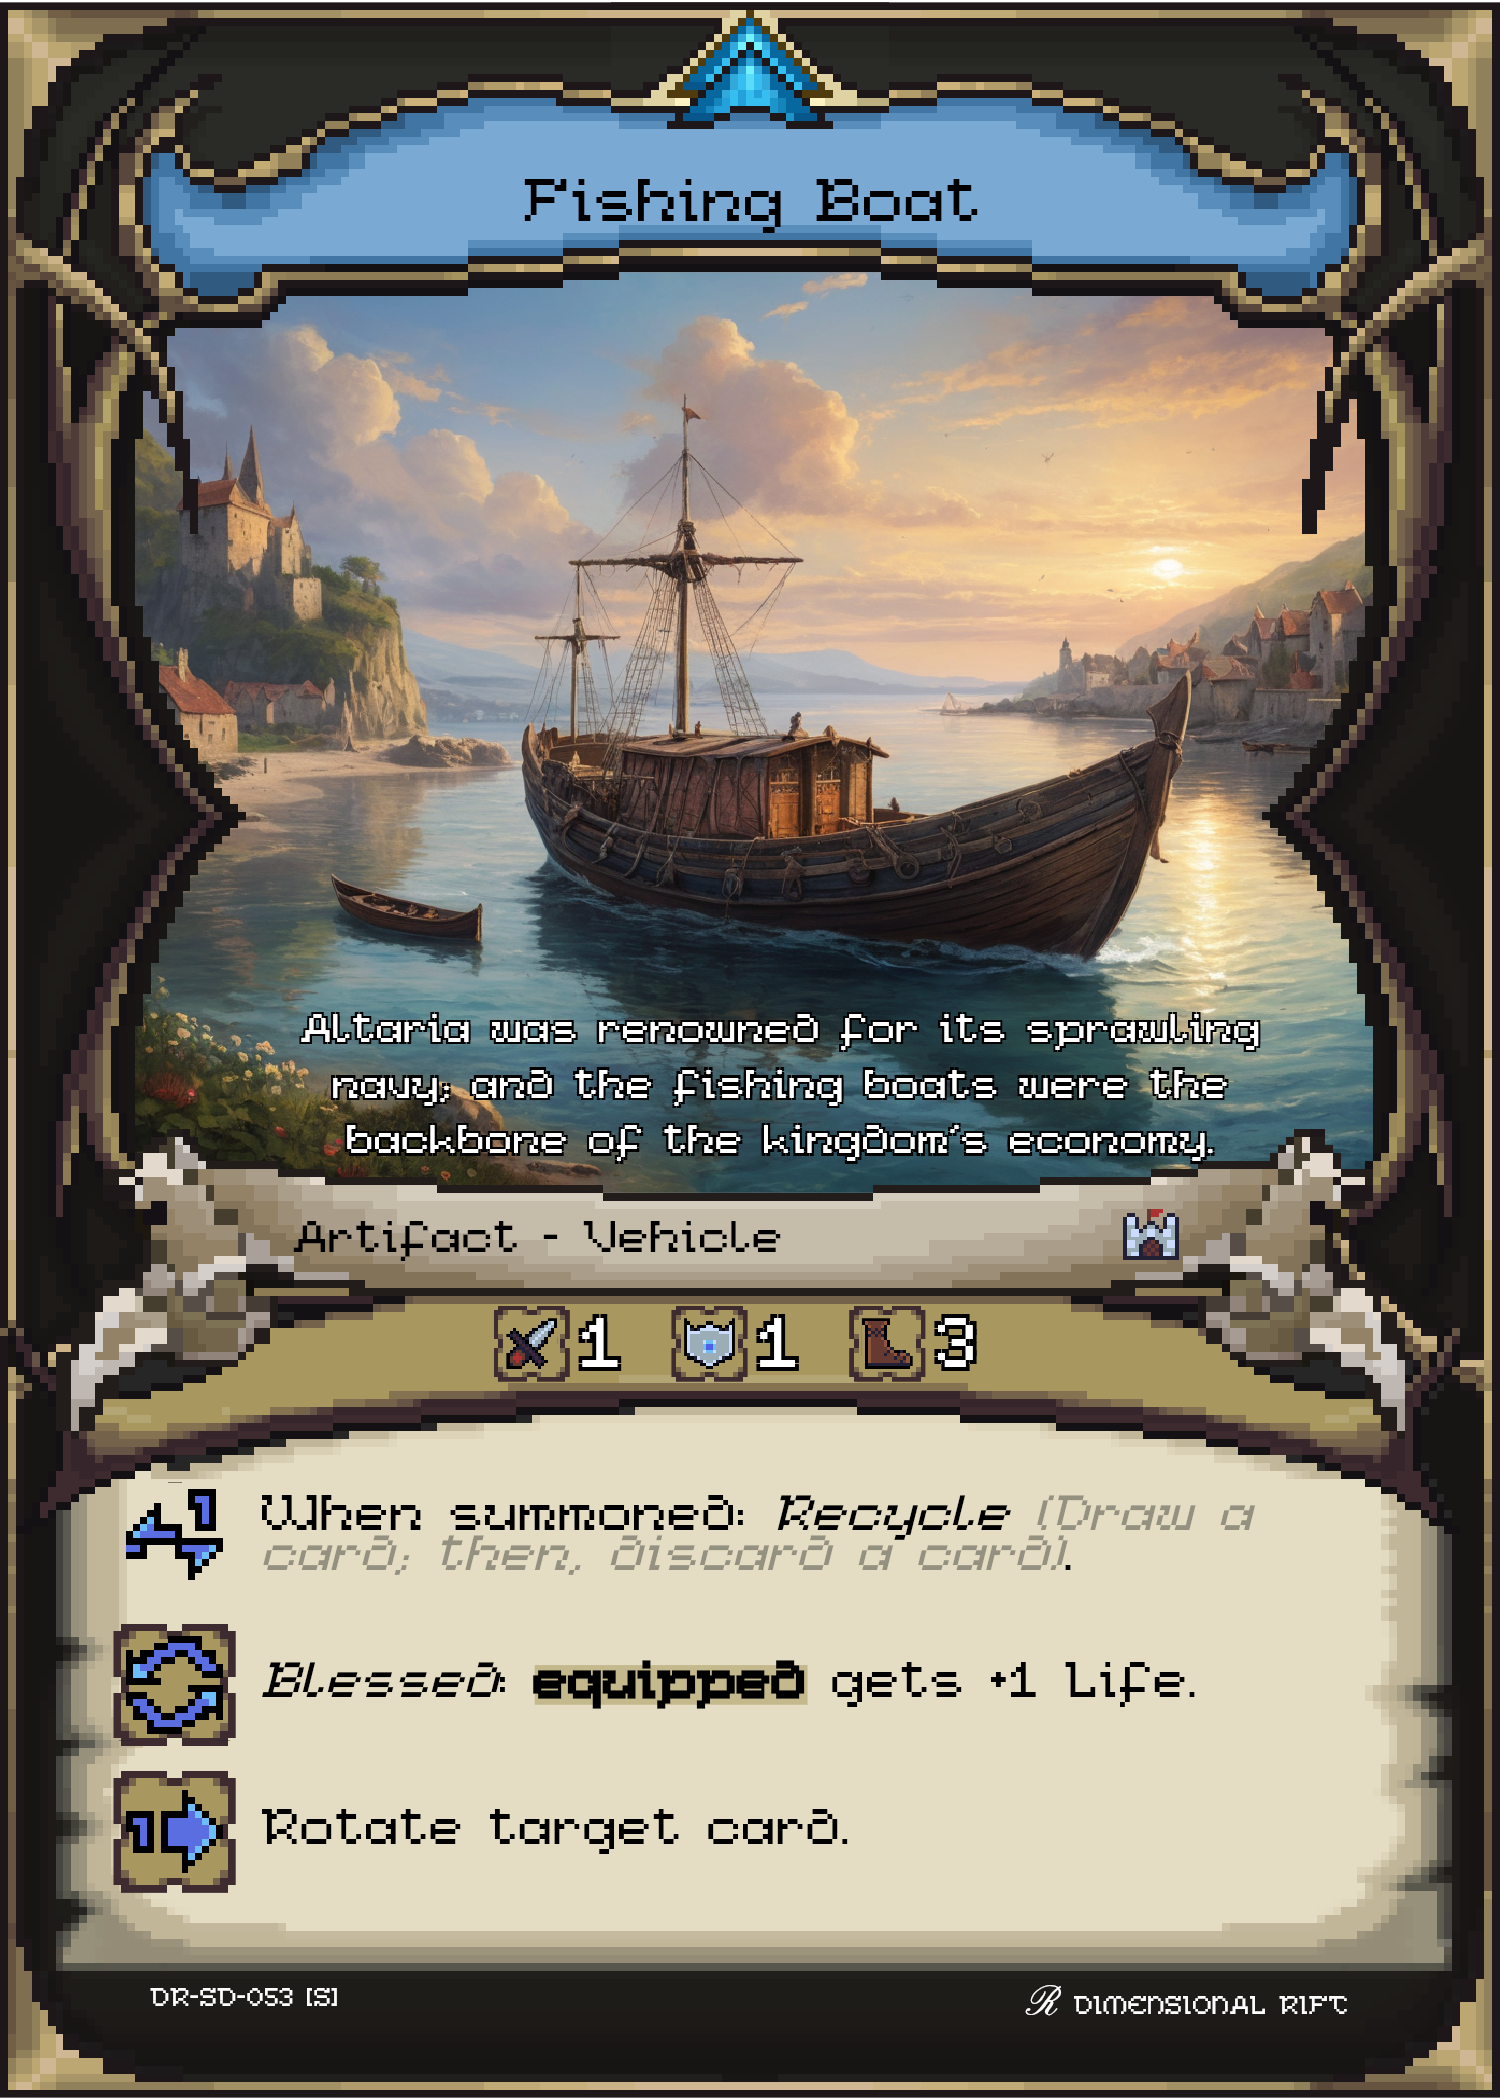 Fishing Boat
Altaria was renowned for its sprawling
navy; and the fishing boats were the
backbone of the kingdom's economy.
Artifact - Vehicle
1 1 3
1
When summoned: Recycle (Draw a
card; then, discard a card).
Blessed: equipped gets +1 Life.
1
Rotate target card.
DR-SD-053 [S]
R DIMENSIONAL RIFT